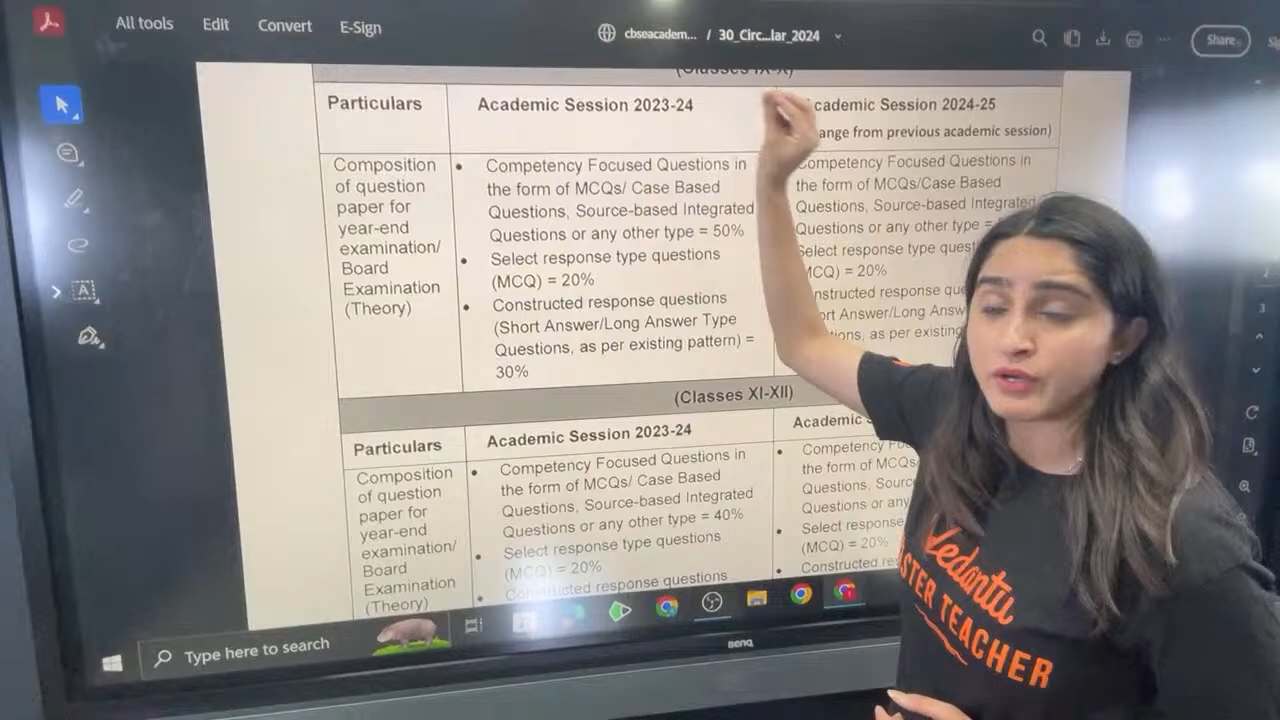 All tools Edit Convert E-Sign
cbseacadem... / 30_Circ...lar_2024
Share
(Classes IX-X)
Particulars
Academic Session 2023-24
Academic Session 2024-25
ange from previous academic session)
Composition
of question
paper for
year-end
examination/
Board
Examination
(Theory)
• Competency Focused Questions in
the form of MCQs/ Case Based
Questions, Source-based Integrated
Questions or any other type = 50%
• Select response type questions
(MCQ) = 20%
• Constructed response questions
(Short Answer/Long Answer Type
Questions, as per existing pattern) =
30%
Competency Focused Questions in
the form of MCQs/Case Based
Questions, Source-based Integrated
Questions or any other type =
Select response type quest
MCQ) = 20%
nstructed response que
ort Answer/Long Answ
tions, as per existing
(Classes XI-XII)
Particulars
Academic Session 2023-24
Academic S
Composition
of question
paper for
year-end
examination/
Board
Examination
(Theory)
• Competency Focused Questions in
the form of MCQs/ Case Based
Questions, Source-based Integrated
Questions or any other type = 40%
• Select response type questions
(MCQ) = 20%
• Constructed response questions
• Competency Fo
the form of MCQs
Questions, Sourc
Questions or any
• Select response
(MCQ) = 20%
• Constructed re
Type here to search
BenQ
Vedantu
STER TEACHER